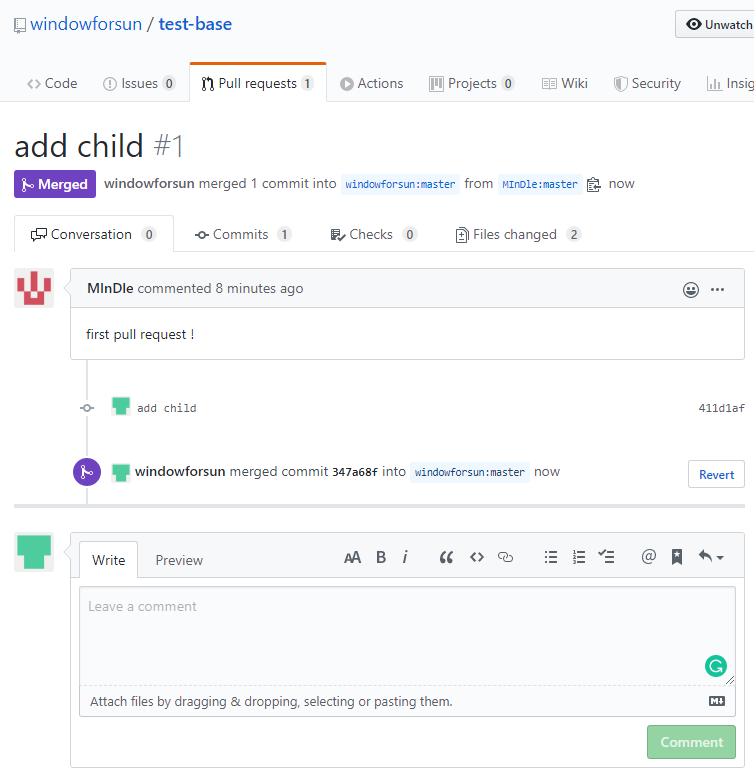 windowforsun / test-base
Unwatch
Code Issues 0 Pull requests 1 Actions Projects 0 Wiki Security Insig
add child #1
Merged windowforsun merged 1 commit into windowforsun:master from MInDle:master now
Conversation 0 Commits 1 Checks 0 Files changed 2
MInDle commented 8 minutes ago
first pull request !
add child 411d1af
windowforsun merged commit 347a68f into windowforsun:master now Revert
Write Preview AA B i
Leave a comment
Attach files by dragging & dropping, selecting or pasting them.
Comment